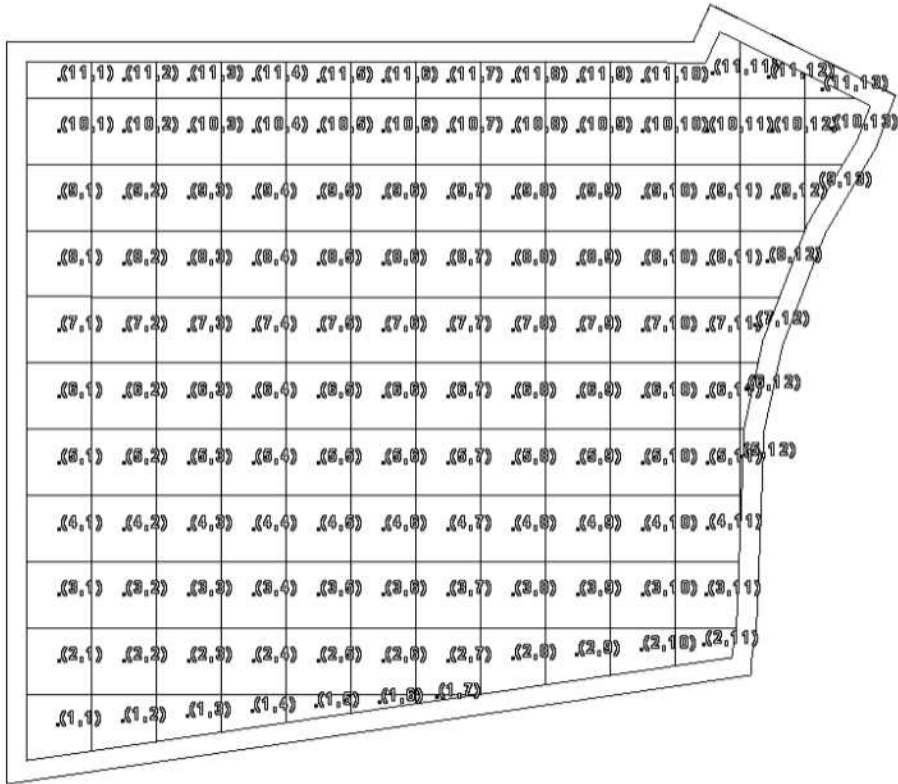 .(11,1) .(11,2) .(11,3) .(11,4) .(11,5) .(11,6) .(11,7) .(11,8) .(11,9) .(11,10) .(11,11) .(11,12) .(11,13)
.(10,1) .(10,2) .(10,3) .(10,4) .(10,5) .(10,6) .(10,7) .(10,8) .(10,9) .(10,10) .(10,11) .(10,12) .(10,13)
.(9,1) .(9,2) .(9,3) .(9,4) .(9,5) .(9,6) .(9,7) .(9,8) .(9,9) .(9,10) .(9,11) .(9,12) .(9,13)
.(8,1) .(8,2) .(8,3) .(8,4) .(8,5) .(8,6) .(8,7) .(8,8) .(8,9) .(8,10) .(8,11) .(8,12)
.(7,1) .(7,2) .(7,3) .(7,4) .(7,5) .(7,6) .(7,7) .(7,8) .(7,9) .(7,10) .(7,11) .(7,12)
.(6,1) .(6,2) .(6,3) .(6,4) .(6,5) .(6,6) .(6,7) .(6,8) .(6,9) .(6,10) .(6,11) .(6,12)
.(5,1) .(5,2) .(5,3) .(5,4) .(5,5) .(5,6) .(5,7) .(5,8) .(5,9) .(5,10) .(5,11) .(5,12)
.(4,1) .(4,2) .(4,3) .(4,4) .(4,5) .(4,6) .(4,7) .(4,8) .(4,9) .(4,10) .(4,11)
.(3,1) .(3,2) .(3,3) .(3,4) .(3,5) .(3,6) .(3,7) .(3,8) .(3,9) .(3,10) .(3,11)
.(2,1) .(2,2) .(2,3) .(2,4) .(2,5) .(2,6) .(2,7) .(2,8) .(2,9) .(2,10) .(2,11)
.(1,1) .(1,2) .(1,3) .(1,4) .(1,5) .(1,6) .(1,7)